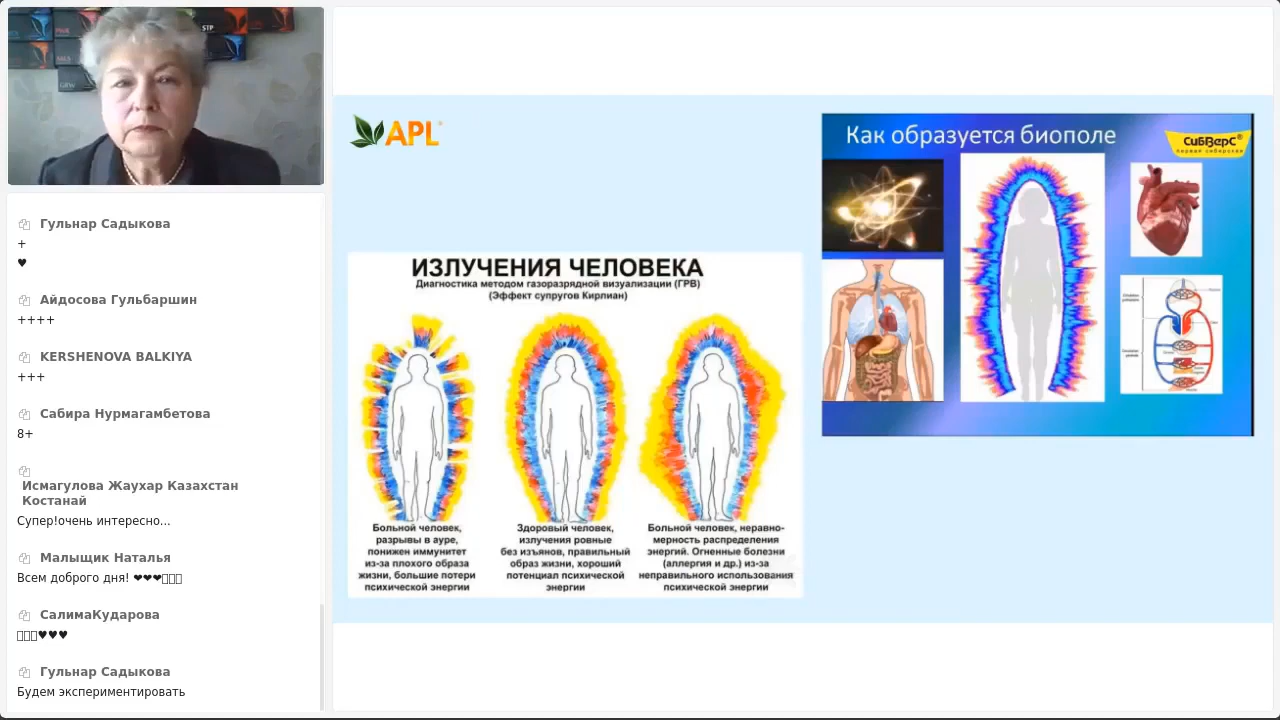 STP
GRW
Гульнар Садыкова
+
♥
Айдосова Гульбаршин
++++
KERSHENOVA BALKIYA
+++
Сабира Нурмагамбетова
8+
Исмагулова Жаухар Казахстан
Костанай
Супер!очень интересно...
Малыщик Наталья
Всем доброго дня! ❤❤❤
СалимаКударова
♥♥♥
Гульнар Садыкова
Будем экспериментировать
APL
ИЗЛУЧЕНИЯ ЧЕЛОВЕКА
Диагностика методом газоразрядной визуализации (ГРВ)
(Эффект супругов Кирлиан)
Больной человек,
разрывы в ауре,
понижен иммунитет
из-за плохого образа
жизни, большие потери
психической энергии
Здоровый человек,
излучения ровные
без изъянов, правильный
образ жизни, хороший
потенциал психической
энергии
Больной человек, неравно-
мерность распределения
энергий. Огненные болезни
(аллергия и др.) из-за
неправильного использования
психической энергии
Как образуется биополе
СибВерС®
первая сибирская